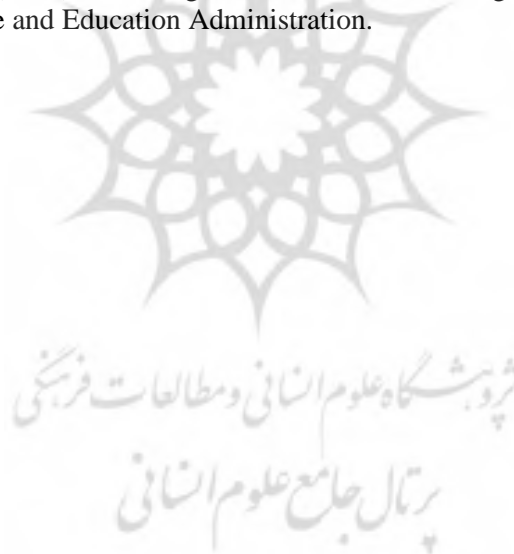 e and Education Administration.
پژوهشگاه علوم انسانی و مطالعات فرهنگی
پرتال جامع علوم انسانی